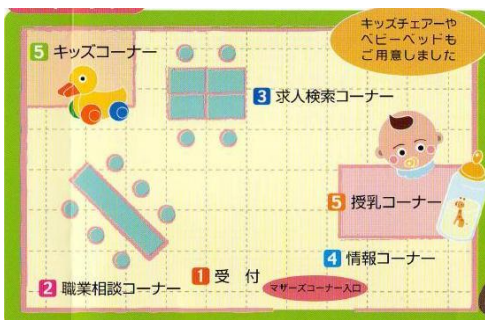 キッズチェアーや
ベビーベッドも
ご用意しました
5 キッズコーナー
3 求人検索コーナー
5 授乳コーナー
4 情報コーナー
1 受 付
マザーズコーナー入口
2 職業相談コーナー